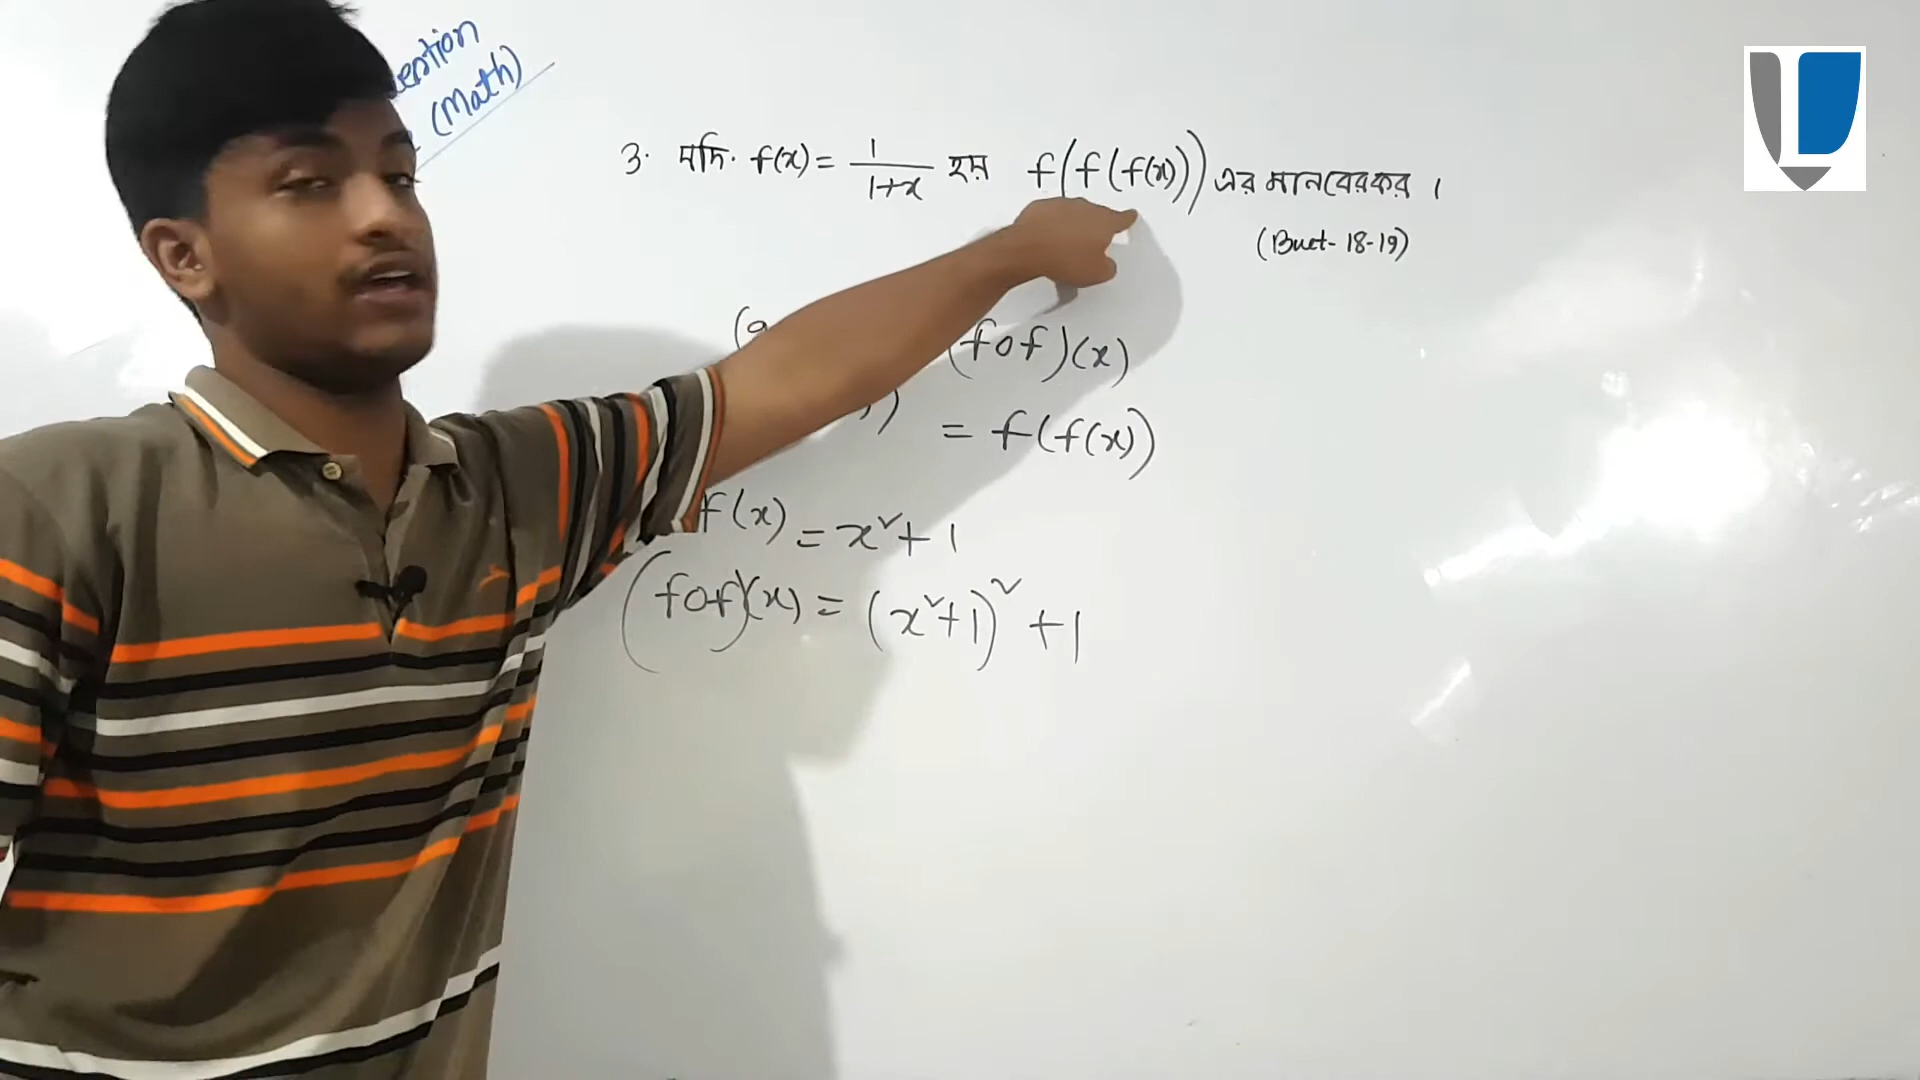 (Math)
3. যদি. f(x) = 1/(1+x) হয় f(f(f(x))) এর মান বের কর।
(Buet-18-19)
(fof)(x)
= f(f(x))
f(x) = x²+1
(fof)(x) = (x²+1)² +1